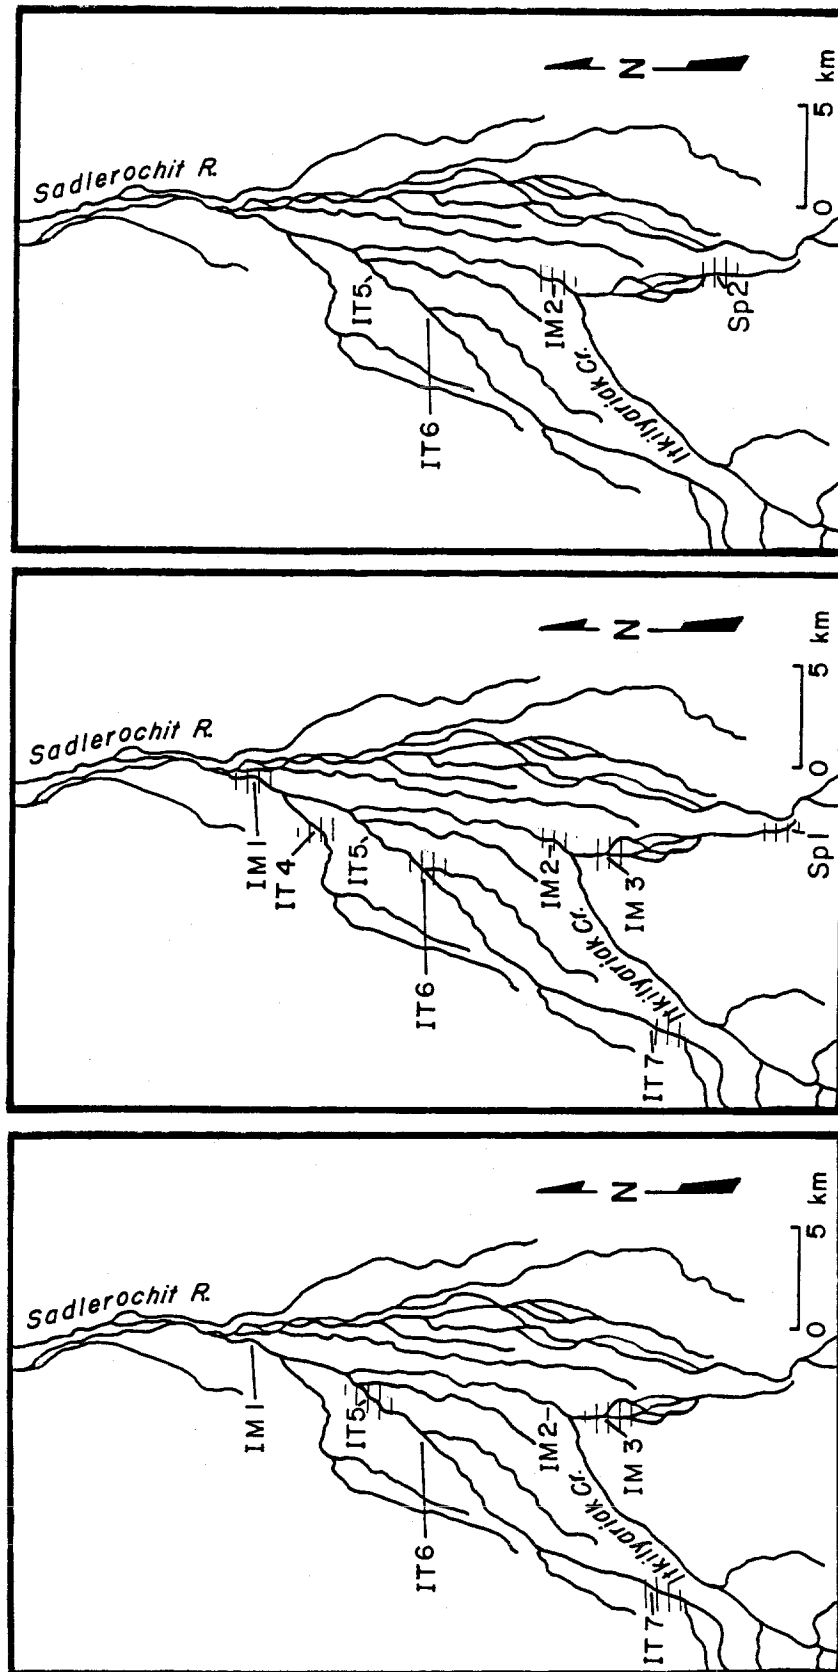 Sadlerochit R.
N
IT5
IM2
Sp2
IT6
Itkilyariak Cr.
0 5 km
Sadlerochit R.
N
IM1
IT4
IT5
IM2
IM3
Sp1
IT6
Itkilyariak Cr.
IT7
0 5 km
Sadlerochit R.
N
IM1
IT5
IM2
IM3
IT6
Itkilyariak Cr.
IT7
0 5 km